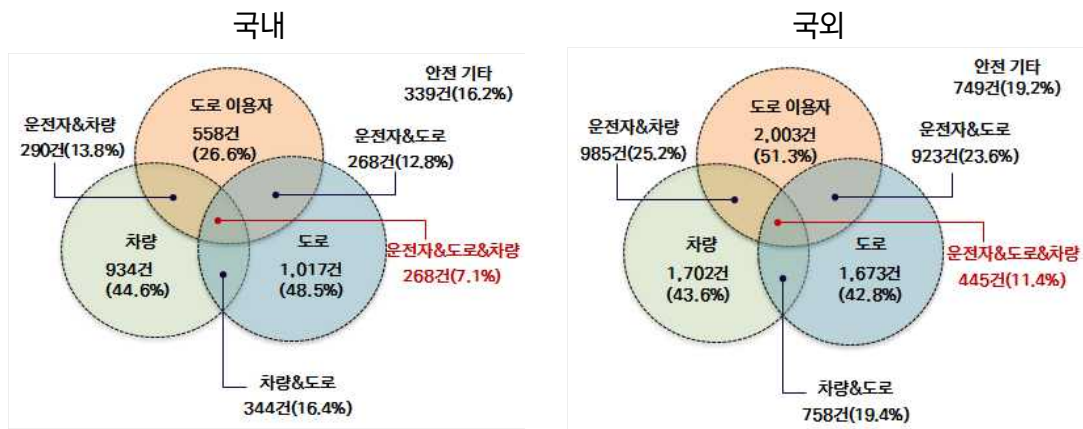 국내
안전 기타
339건(16.2%)
도로 이용자
558건
(26.6%)
운전자&차량
290건(13.8%)
운전자&도로
268건(12.8%)
차량
934건
(44.6%)
도로
1,017건
(48.5%)
운전자&도로&차량
268건(7.1%)
차량&도로
344건(16.4%)
국외
안전 기타
749건(19.2%)
도로 이용자
2,003건
(51.3%)
운전자&차량
985건(25.2%)
운전자&도로
923건(23.6%)
차량
1,702건
(43.6%)
도로
1,673건
(42.8%)
운전자&도로&차량
445건(11.4%)
차량&도로
758건(19.4%)